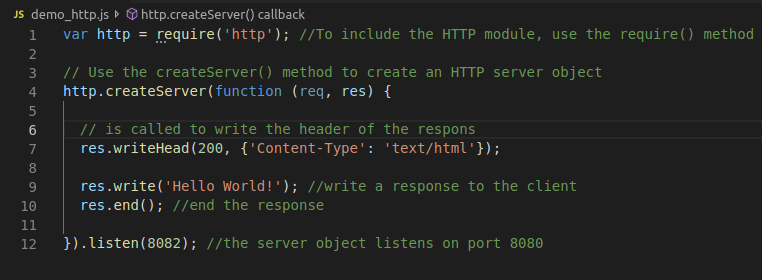 JS demo_http.js > http.createServer() callback
1 var http = require('http'); //To include the HTTP module, use the require() method
2
3 // Use the createServer() method to create an HTTP server object
4 http.createServer(function (req, res) {
5
6 // is called to write the header of the respons
7 res.writeHead(200, {'Content-Type': 'text/html'});
8
9 res.write('Hello World!'); //write a response to the client
10 res.end(); //end the response
11
12 }).listen(8082); //the server object listens on port 8080